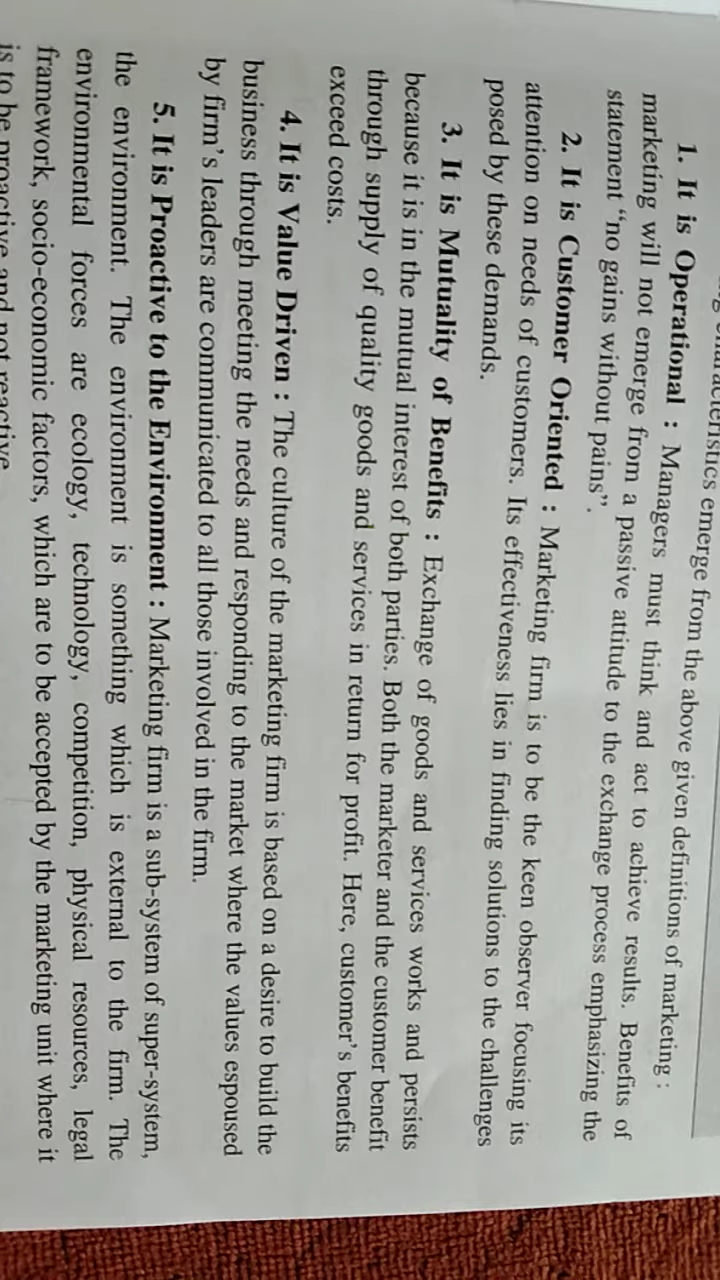 characteristics emerge from the above given definitions of marketing :
1. It is Operational : Managers must think and act to achieve results. Benefits of
marketing will not emerge from a passive attitude to the exchange process emphasizing the
statement “no gains without pains”.
2. It is Customer Oriented : Marketing firm is to be the keen observer focusing its
attention on needs of customers. Its effectiveness lies in finding solutions to the challenges
posed by these demands.
3. It is Mutuality of Benefits : Exchange of goods and services works and persists
because it is in the mutual interest of both parties. Both the marketer and the customer benefit
through supply of quality goods and services in return for profit. Here, customer’s benefits
exceed costs.
4. It is Value Driven : The culture of the marketing firm is based on a desire to build the
business through meeting the needs and responding to the market where the values espoused
by firm’s leaders are communicated to all those involved in the firm.
5. It is Proactive to the Environment : Marketing firm is a sub-system of super-system,
the environment. The environment is something which is external to the firm. The
environmental forces are ecology, technology, competition, physical resources, legal
framework, socio-economic factors, which are to be accepted by the marketing unit where it
is to be proactive and not reactive